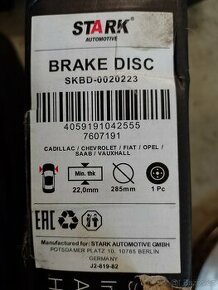 STARK
AUTOMOTIVE
BRAKE DISC
SKBD-0020223
4059191042555
7607191
CADILLAC / CHEVROLET / FIAT / OPEL /
SAAB / VAUXHALL
Min. thk
22,0mm
285mm
1 Pc
EAC
Manufactured for: STARK AUTOMOTIVE GMBH
POTSDAMER PLATZ 10, 10785 BERLIN
GERMANY
J2-819-82